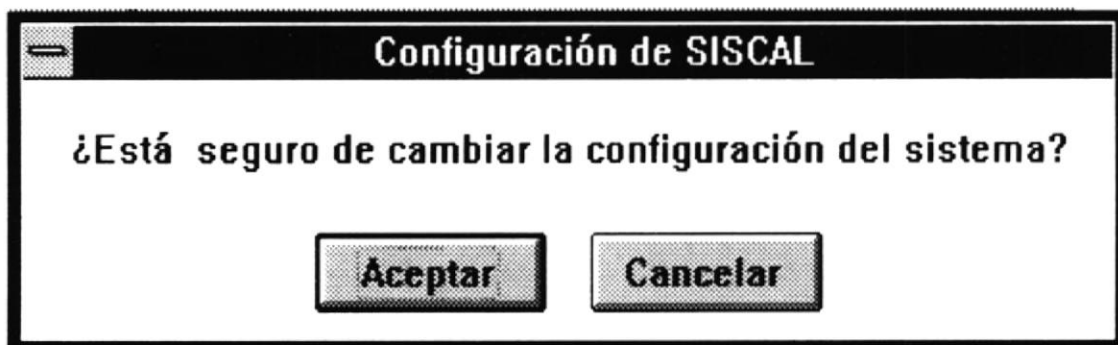 Configuración de SISCAL
¿Está seguro de cambiar la configuración del sistema?
Aceptar Cancelar